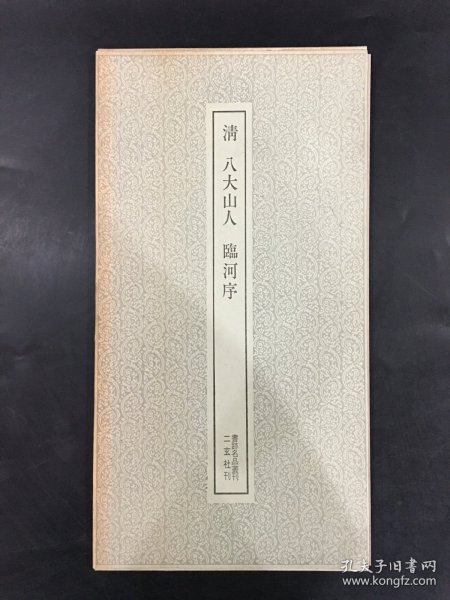 清 八大山人 臨河序
書跡名品叢刊
二玄社刊
孔夫子旧书网
www.kongfz.com